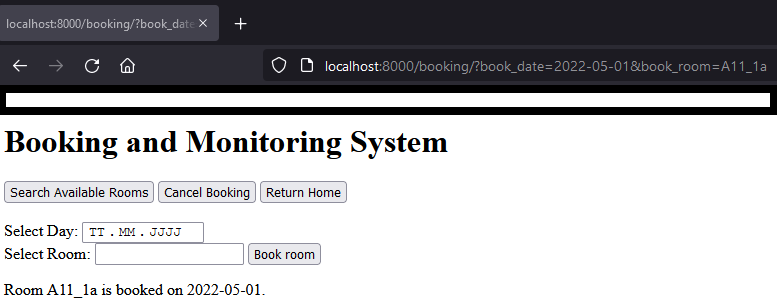 localhost:8000/booking/?book_date
localhost:8000/booking/?book_date=2022-05-01&book_room=A11_1a
Booking and Monitoring System
Search Available Rooms Cancel Booking Return Home
Select Day: TT . MM . JJJJ
Select Room: Book room
Room A11_1a is booked on 2022-05-01.